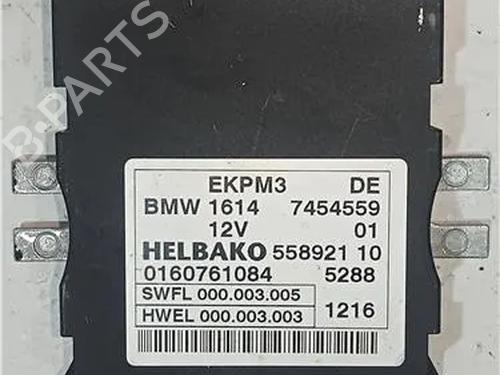 B-PARTS
EKPM3 DE
BMW 1614 7454559
12V 01
HELBAKO 558921 10
0160761084 5288
SWFL 000.003.005
HWEL 000.003.003 1216